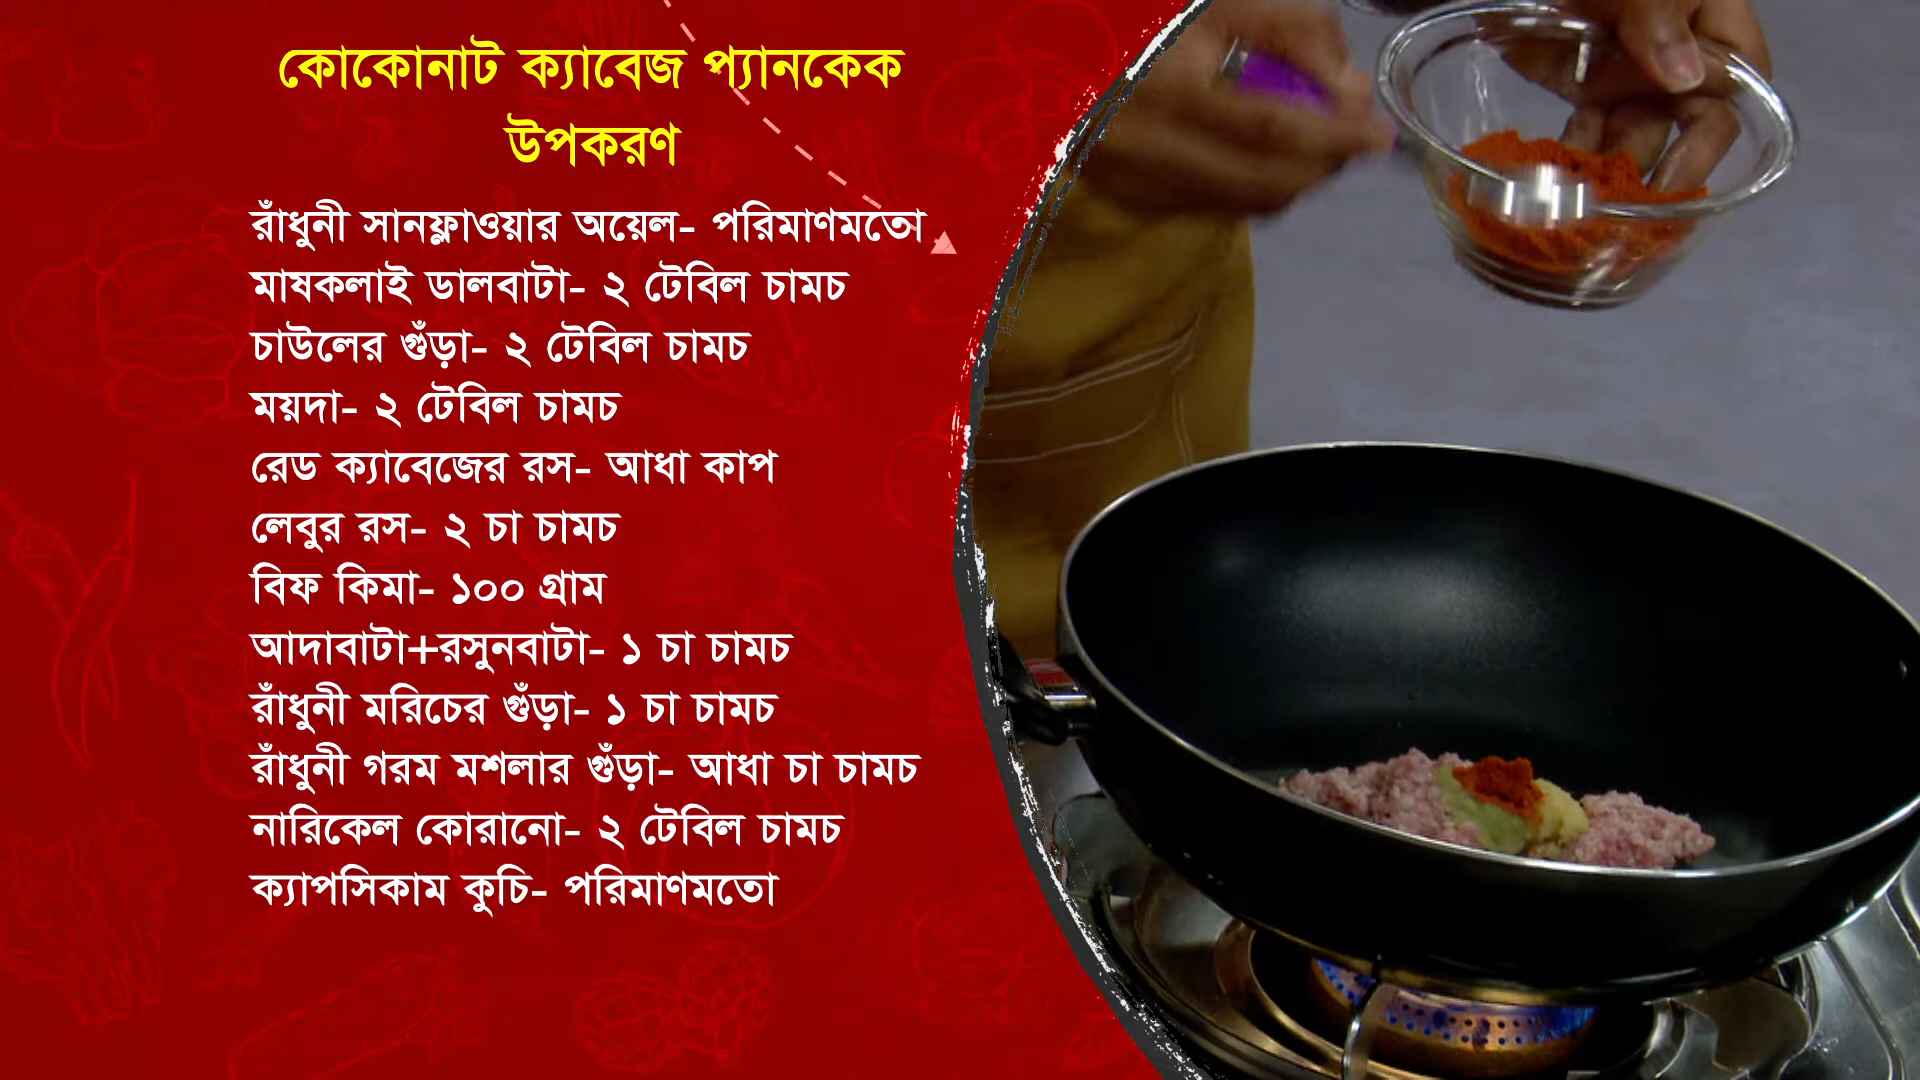 কোকোনাট ক্যাবেজ প্যানকেক
উপকরণ
রাঁধুনী সানফ্লাওয়ার অয়েল- পরিমাণমতো
মাষকলাই ডালবাটা- ২ টেবিল চামচ
চাউলের গুঁড়া- ২ টেবিল চামচ
ময়দা- ২ টেবিল চামচ
রেড ক্যাবেজের রস- আধা কাপ
লেবুর রস- ২ চা চামচ
বিফ কিমা- ১০০ গ্রাম
আদাবাটা+রসুনবাটা- ১ চা চামচ
রাঁধুনী মরিচের গুঁড়া- ১ চা চামচ
রাঁধুনী গরম মশলার গুঁড়া- আধা চা চামচ
নারিকেল কোরানো- ২ টেবিল চামচ
ক্যাপসিকাম কুচি- পরিমাণমতো